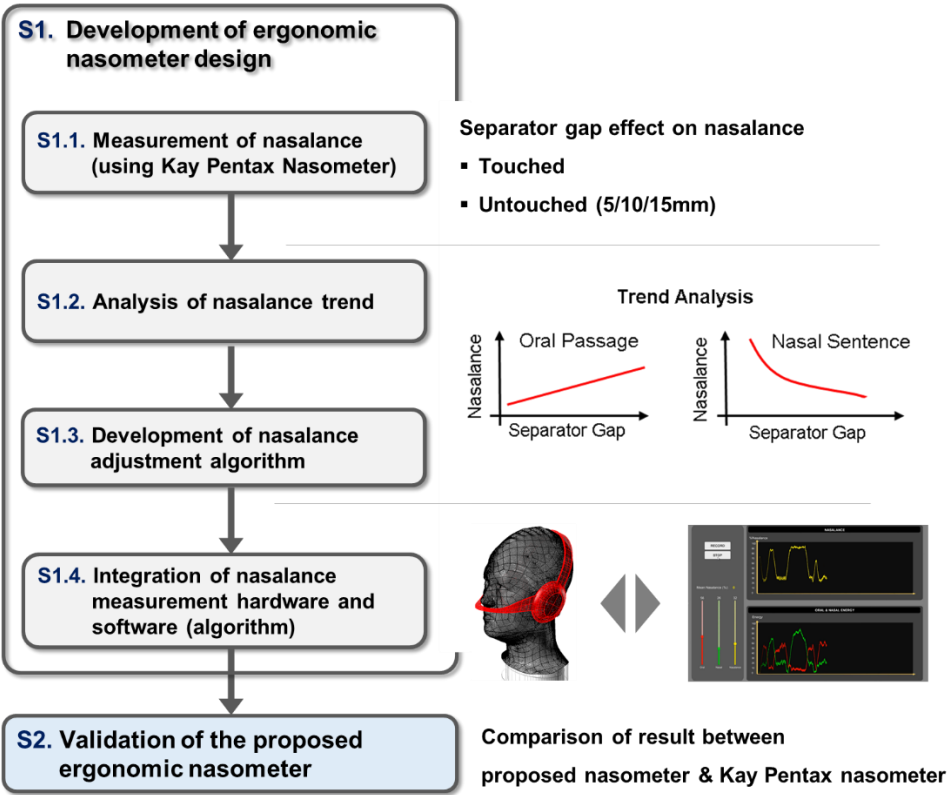 S1. Development of ergonomic
nasometer design
S1.1. Measurement of nasalance
(using Kay Pentax Nasometer)
Separator gap effect on nasalance
▪ Touched
▪ Untouched (5/10/15mm)
S1.2. Analysis of nasalance trend
Trend Analysis
Nasalance
Oral Passage
Separator Gap
Nasalance
Nasal Sentence
Separator Gap
S1.3. Development of nasalance
adjustment algorithm
S1.4. Integration of nasalance
measurement hardware and
software (algorithm)
RECORD
STOP
NASALANCE
ORAL & NASAL ENERGY
S2. Validation of the proposed
ergonomic nasometer
Comparison of result between
proposed nasometer & Kay Pentax nasometer